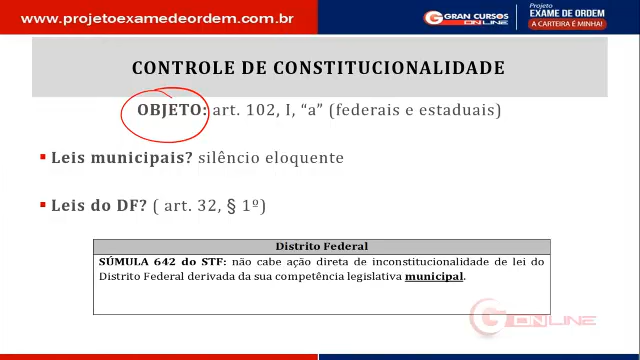 www.projetoexamedeordem.com.br
GRAN CURSOS
ONLINE
Projeto
EXAME DE ORDEM
A CARTEIRA É MINHA!
CONTROLE DE CONSTITUCIONALIDADE
OBJETO: art. 102, I, “a” (federais e estaduais)
▪ Leis municipais? silêncio eloquente
▪ Leis do DF? ( art. 32, § 1º)
Distrito Federal
SÚMULA 642 do STF: não cabe ação direta de inconstitucionalidade de lei do
Distrito Federal derivada da sua competência legislativa municipal.
G ONLINE